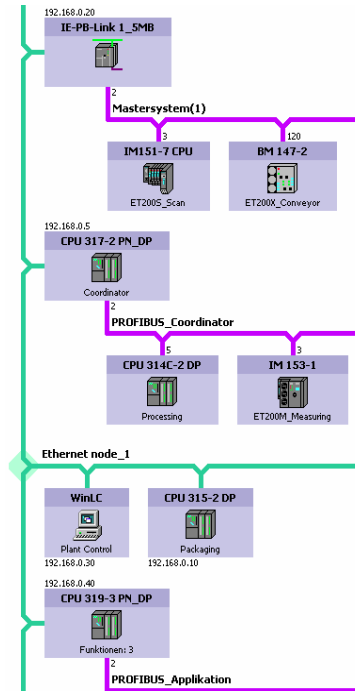 192.168.0.20
IE-PB-Link 1_5MB
2
Mastersystem(1)
3
120
IM151-7 CPU
BM 147-2
ET200S_Scan
ET200X_Conveyor
192.168.0.5
CPU 317-2 PN_DP
Coordinator
2
PROFIBUS_Coordinator
5
3
CPU 314C-2 DP
IM 153-1
Processing
ET200M_Measuring
Ethernet node_1
WinLC
CPU 315-2 DP
Plant Control
Packaging
192.168.0.30
192.168.0.10
192.168.0.40
CPU 319-3 PN_DP
Funktionen: 3
2
PROFIBUS_Applikation